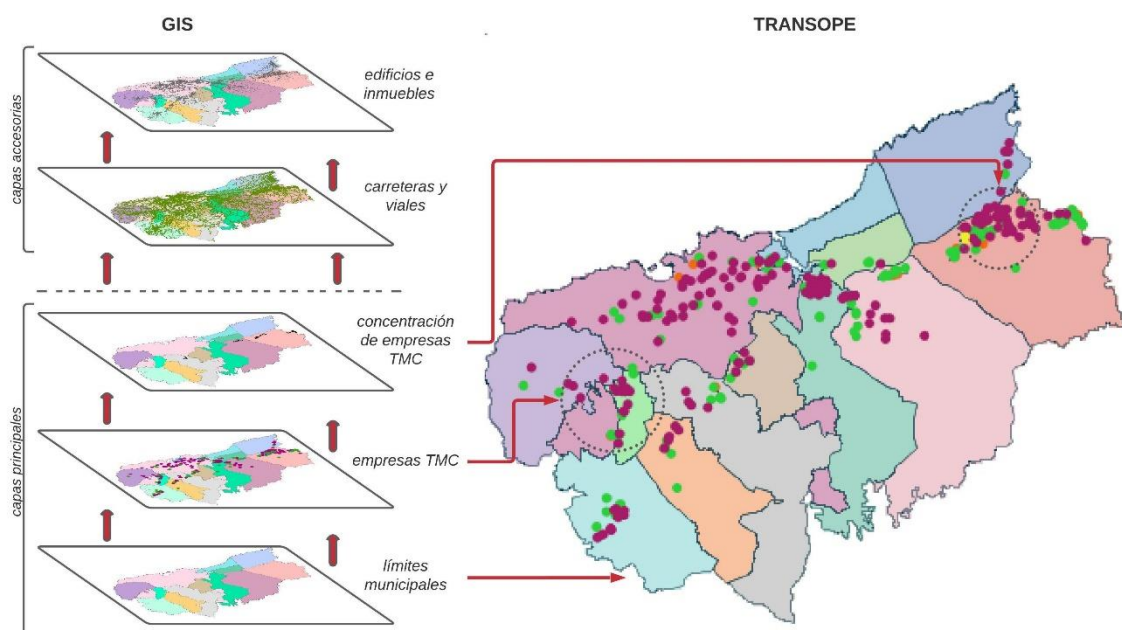 GIS
TRANSOPE
capas accesorias
edificios e
inmuebles
carreteras y
viales
capas principales
concentración
de empresas
TMC
empresas TMC
límites
municipales